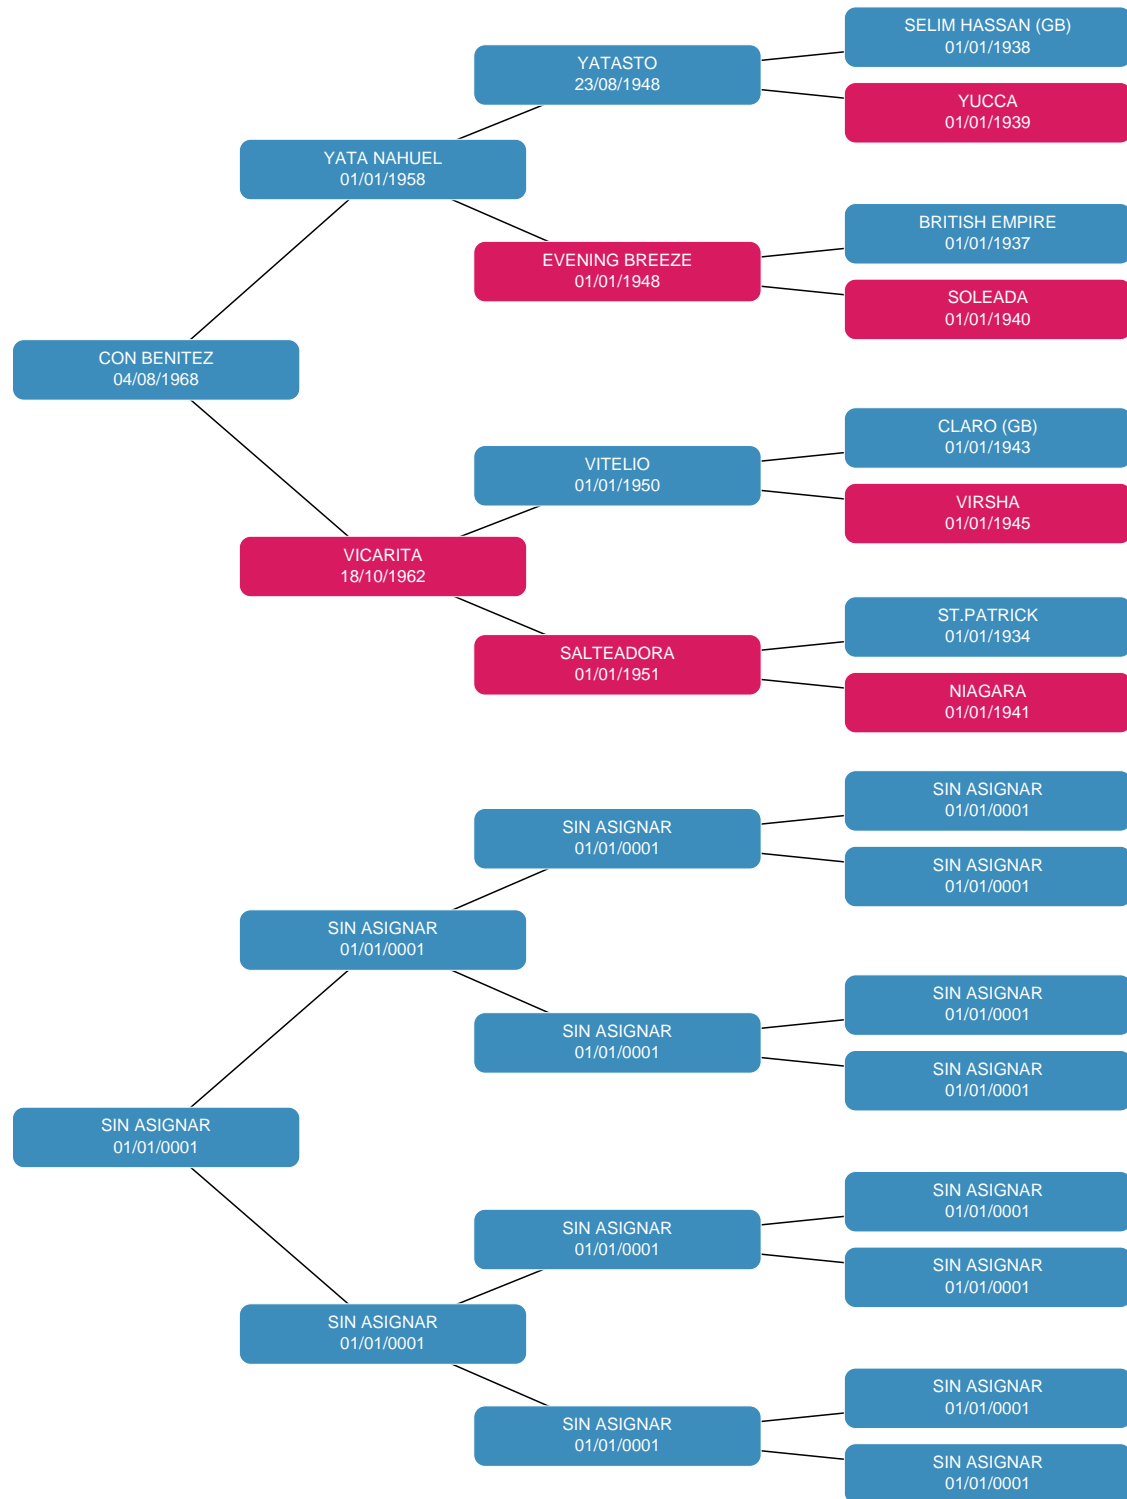 SELIM HASSAN (GB)
01/01/1938
YATASTO
23/08/1948
YUCCA
01/01/1939
YATA NAHUEL
01/01/1958
BRITISH EMPIRE
01/01/1937
EVENING BREEZE
01/01/1948
SOLEADA
01/01/1940
CON BENITEZ
04/08/1968
CLARO (GB)
01/01/1943
VITELIO
01/01/1950
VIRSHA
01/01/1945
VICARITA
18/10/1962
ST.PATRICK
01/01/1934
SALTEADORA
01/01/1951
NIAGARA
01/01/1941
SIN ASIGNAR
01/01/0001
SIN ASIGNAR
01/01/0001
SIN ASIGNAR
01/01/0001
SIN ASIGNAR
01/01/0001
SIN ASIGNAR
01/01/0001
SIN ASIGNAR
01/01/0001
SIN ASIGNAR
01/01/0001
SIN ASIGNAR
01/01/0001
SIN ASIGNAR
01/01/0001
SIN ASIGNAR
01/01/0001
SIN ASIGNAR
01/01/0001
SIN ASIGNAR
01/01/0001
SIN ASIGNAR
01/01/0001
SIN ASIGNAR
01/01/0001
SIN ASIGNAR
01/01/0001